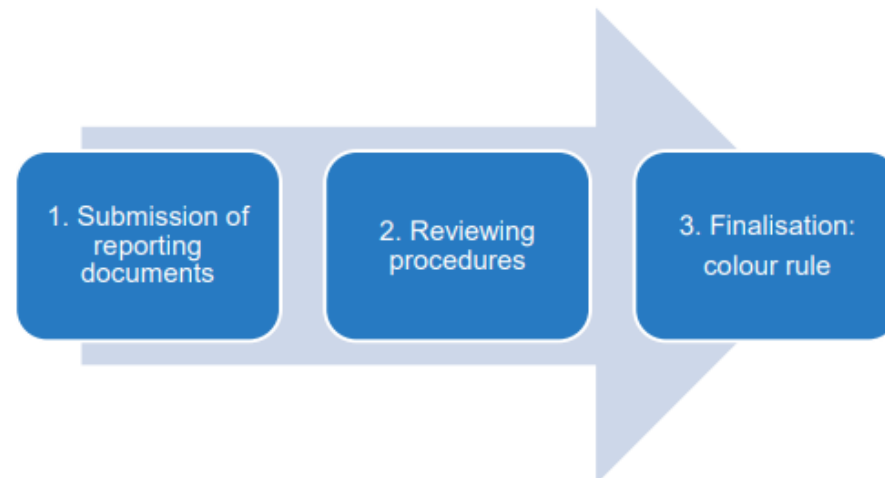 1. Submission of
reporting
documents
2. Reviewing
procedures
3. Finalisation:
colour rule